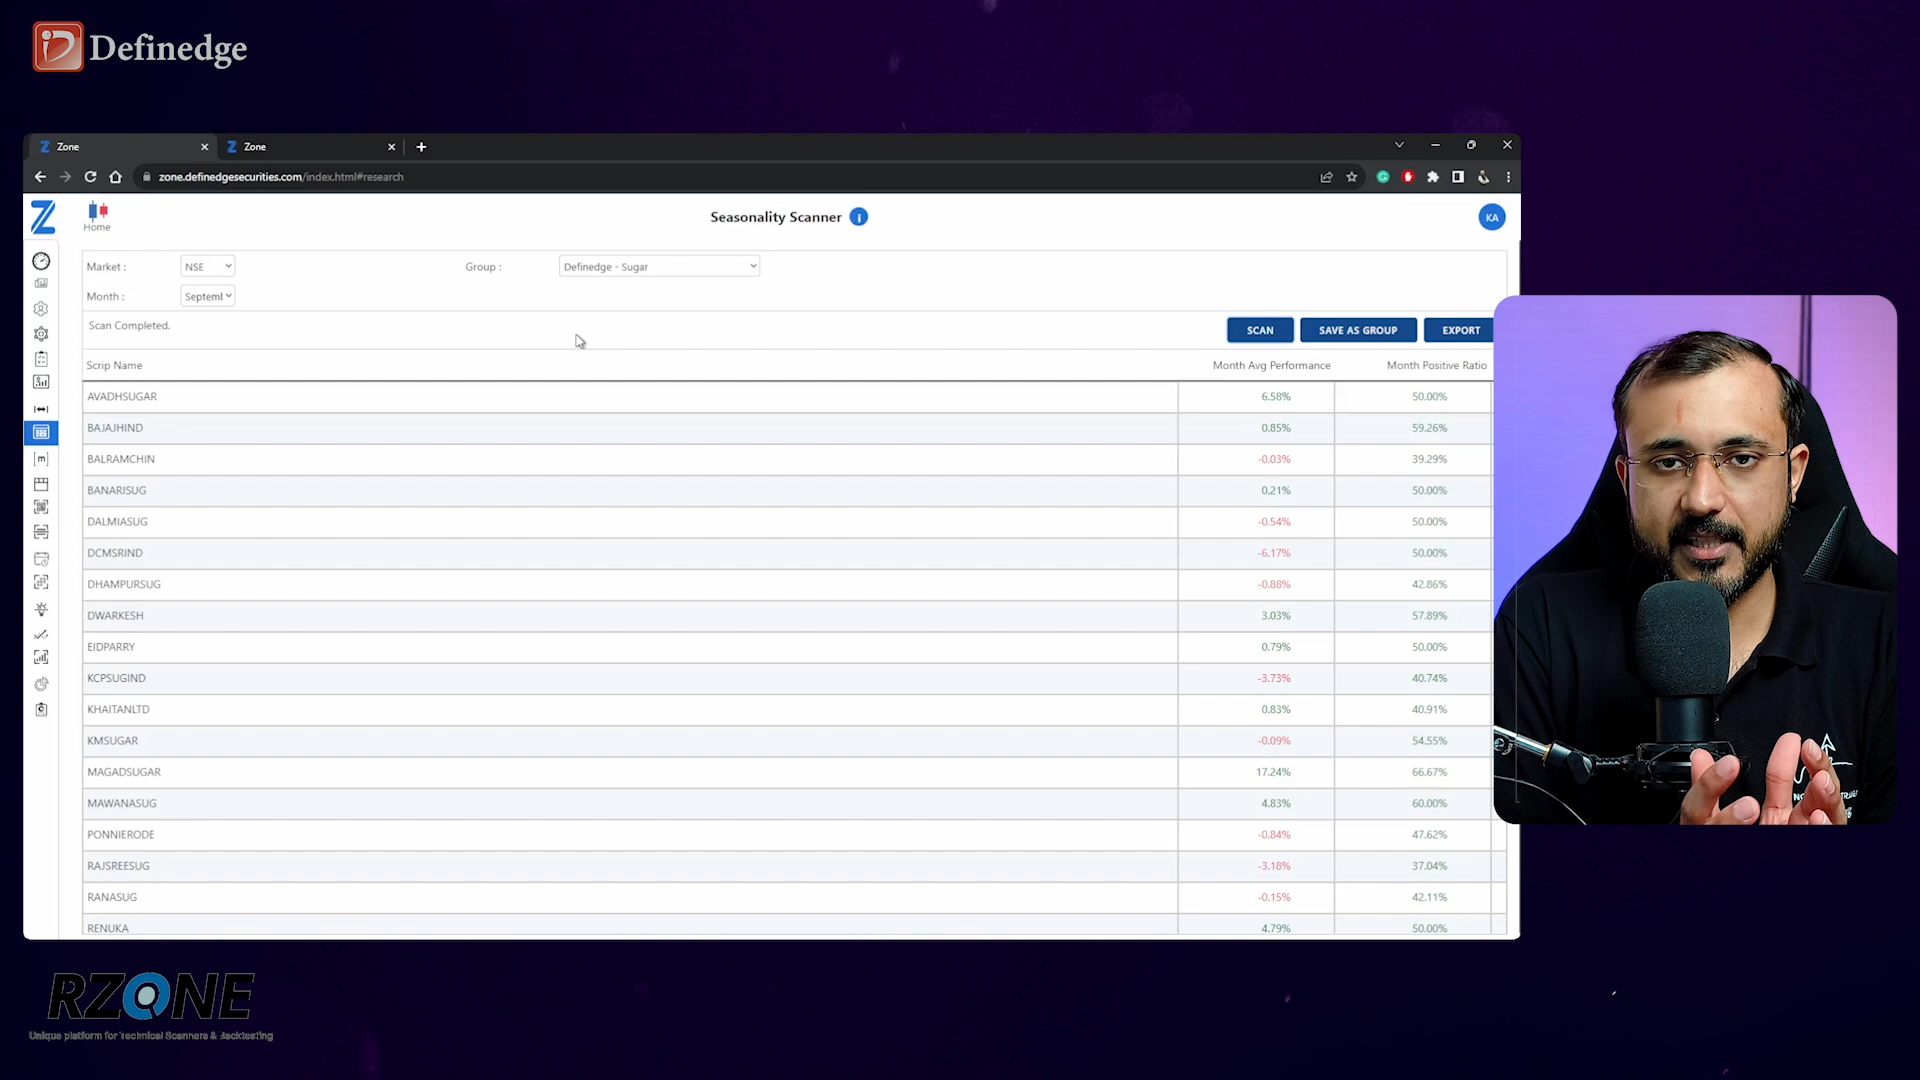 Definedge
Zone
Zone
zone.definedgesecurities.com/index.html#research
Home
Seasonality Scanner
KA
Market :
NSE
Group :
Definedge - Sugar
Month :
Septeml
Scan Completed.
SCAN
SAVE AS GROUP
EXPORT
Scrip Name Month Avg Performance Month Positive Ratio
AVADHSUGAR 6.58% 50.00%
BAJAJHIND 0.85% 59.26%
BALRAMCHIN -0.03% 39.29%
BANARISUG 0.21% 50.00%
DALMIASUG -0.54% 50.00%
DCMSRIND -6.17% 50.00%
DHAMPURSUG -0.88% 42.86%
DWARKESH 3.03% 57.89%
EIDPARRY 0.79% 50.00%
KCPSUGIND -3.73% 40.74%
KHAITANLTD 0.83% 40.91%
KMSUGAR -0.09% 54.55%
MAGADSUGAR 17.24% 66.67%
MAWANASUG 4.83% 60.00%
PONNIERODE -0.84% 47.62%
RAJSREESUG -3.18% 37.04%
RANASUG -0.15% 42.11%
RENUKA 4.79% 50.00%
RZONE
Unique platform for Technical Scanners & Backtesting